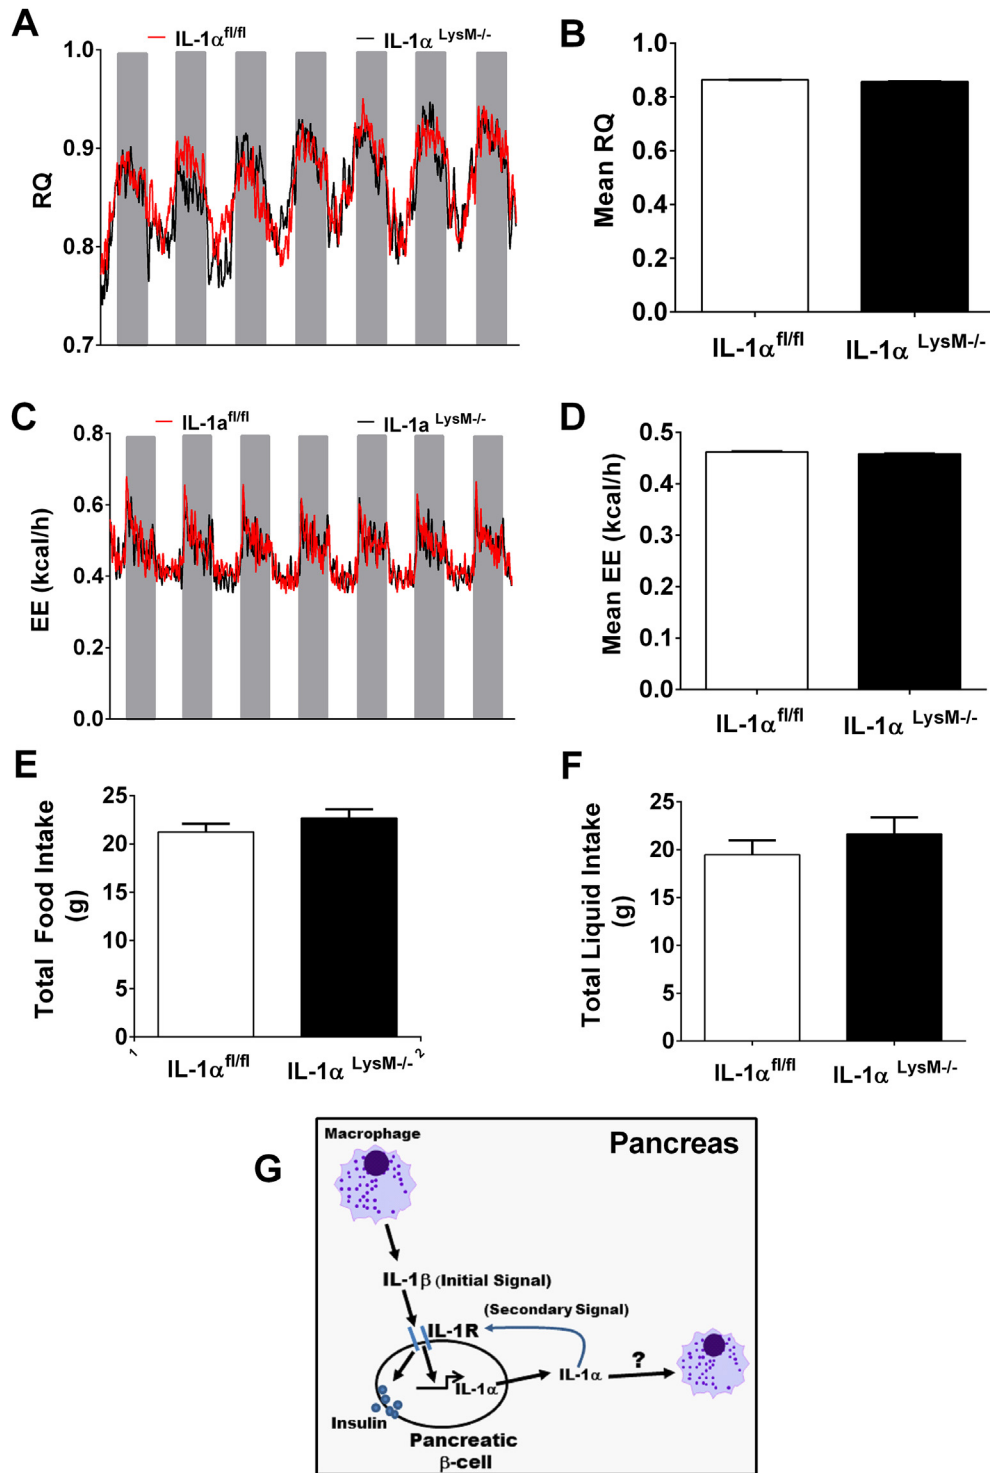 A
IL-1α fl/fl
IL-1α LysM-/-
1.0
0.9
0.8
0.7
RQ
B
1.0
0.8
0.6
0.4
0.2
0.0
Mean RQ
IL-1α fl/fl
IL-1α LysM-/-
C
IL-1a fl/fl
IL-1a LysM-/-
0.8
0.6
0.4
0.2
0.0
EE (kcal/h)
D
0.5
0.4
0.3
0.2
0.1
0.0
Mean EE (kcal/h)
IL-1α fl/fl
IL-1α LysM-/-
E
25
20
15
10
5
0
Total Food Intake
(g)
1
2
IL-1α fl/fl
IL-1α LysM-/-
F
25
20
15
10
5
0
Total Liquid Intake
(g)
IL-1α fl/fl
IL-1α LysM-/-
G
Macrophage
Pancreas
IL-1β (Initial Signal)
(Secondary Signal)
IL-1R
?
IL-1α
IL-1α
Insulin
Pancreatic
β-cell